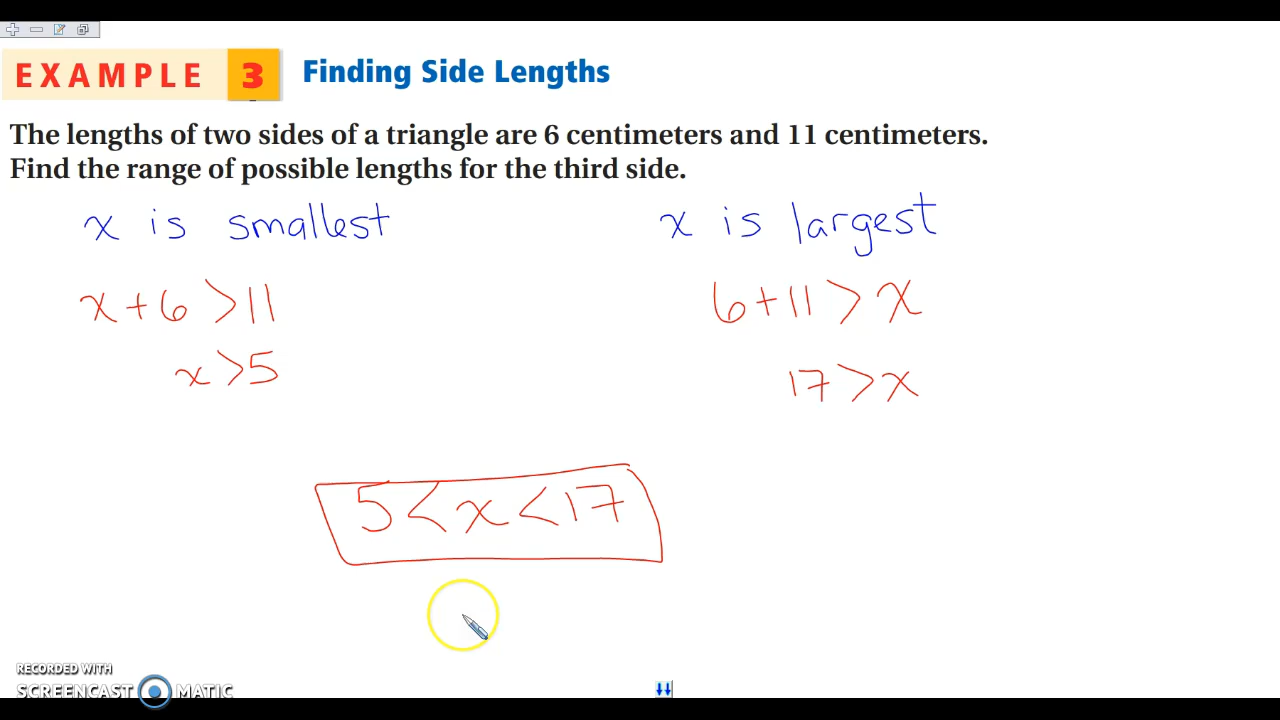 EXAMPLE 3 Finding Side Lengths
The lengths of two sides of a triangle are 6 centimeters and 11 centimeters.
Find the range of possible lengths for the third side.
x is smallest
x is largest
x+6>11
6+11>x
x>5
17>x
5<x<17
RECORDED WITH
SCREENCAST MATIC